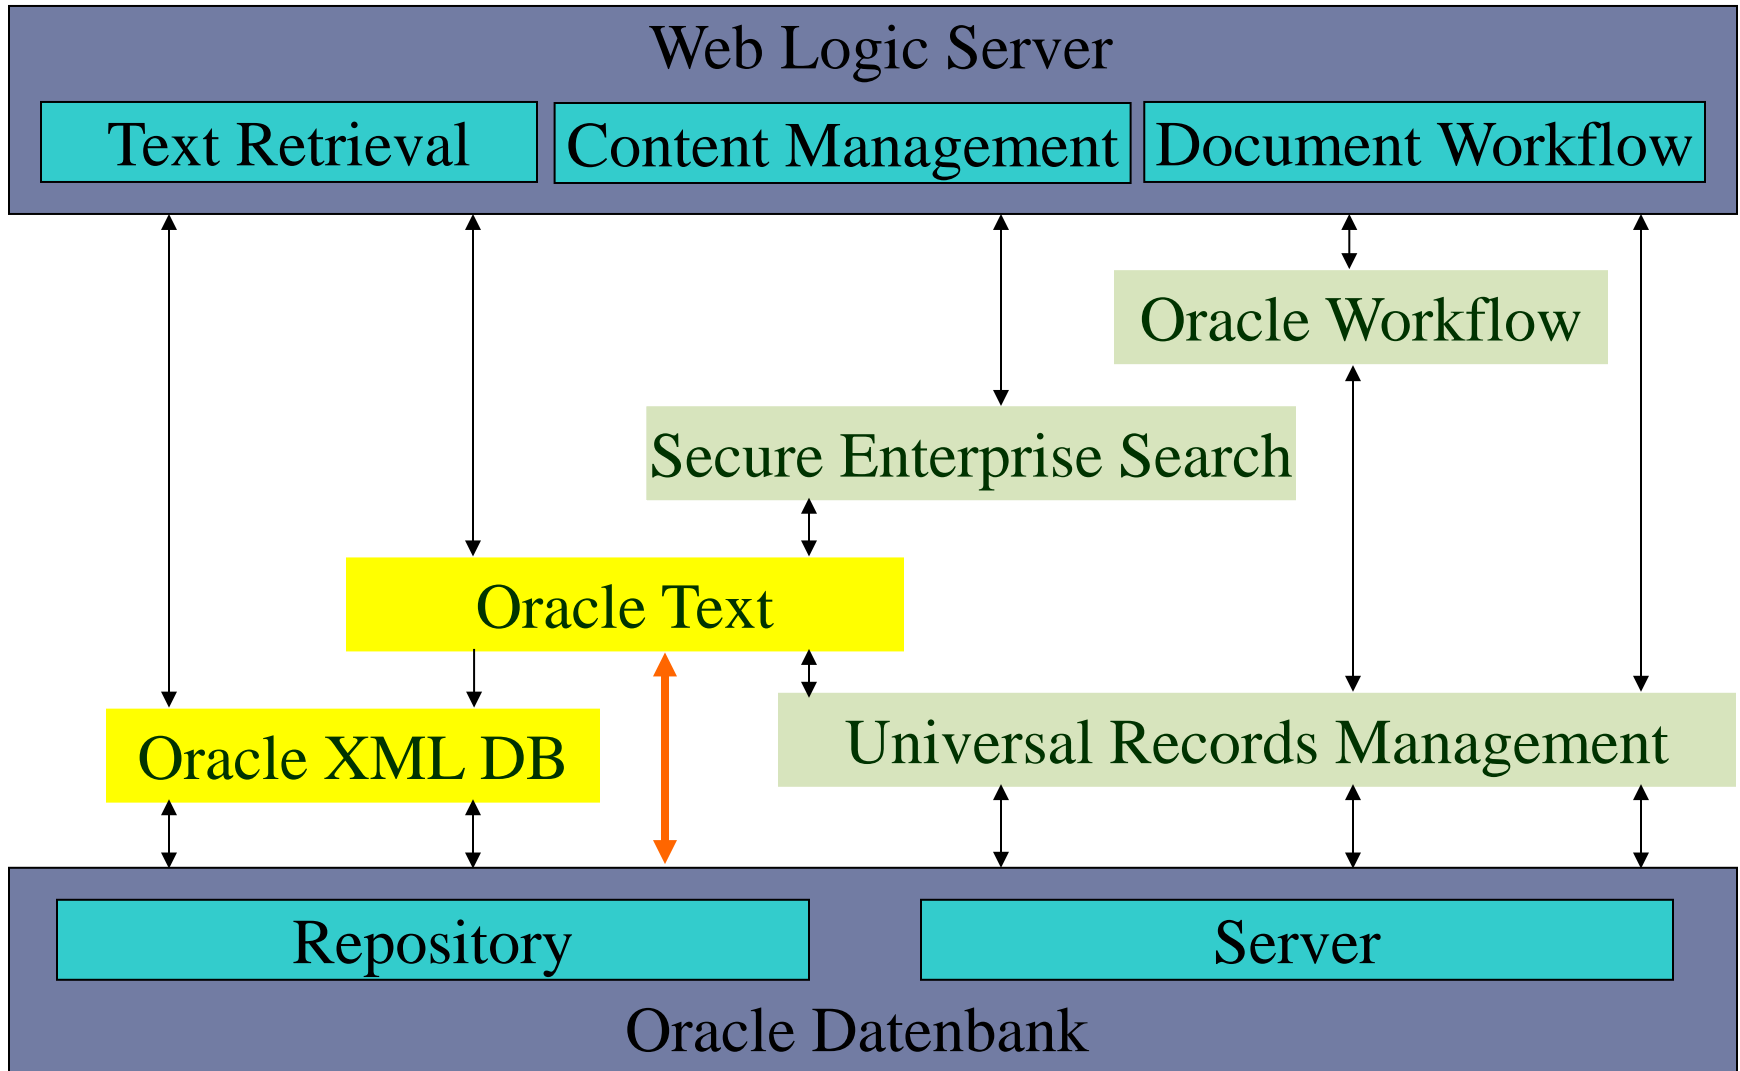 Web Logic Server
Text Retrieval
Content Management
Document Workflow
Oracle Workflow
Secure Enterprise Search
Oracle Text
Universal Records Management
Oracle XML DB
Repository
Server
Oracle Datenbank